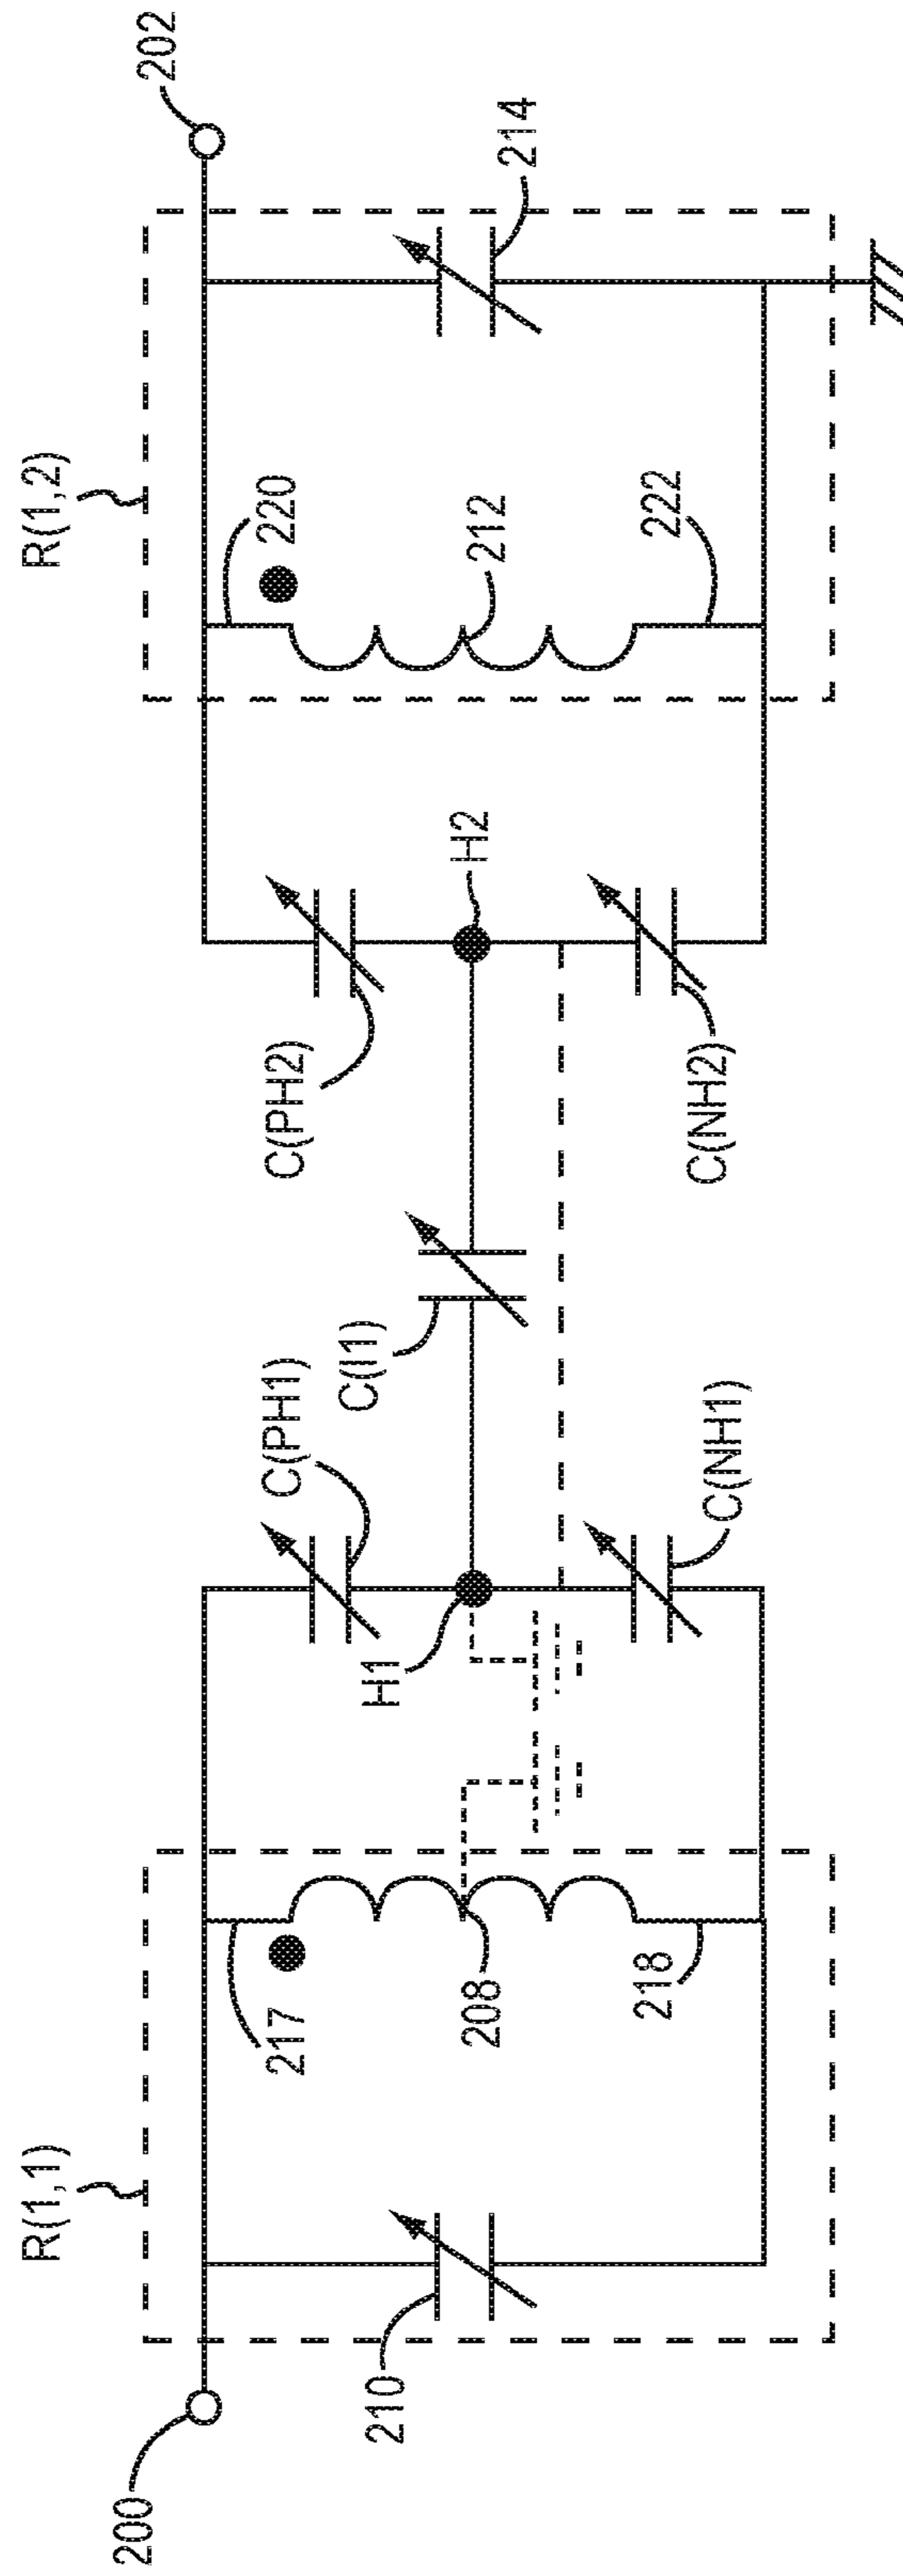 R(1,1)
R(1,2)
200
202
217
220
C(PH1)
C(PH2)
H1
H2
C(I1)
210
208
212
214
218
222
C(NH1)
C(NH2)